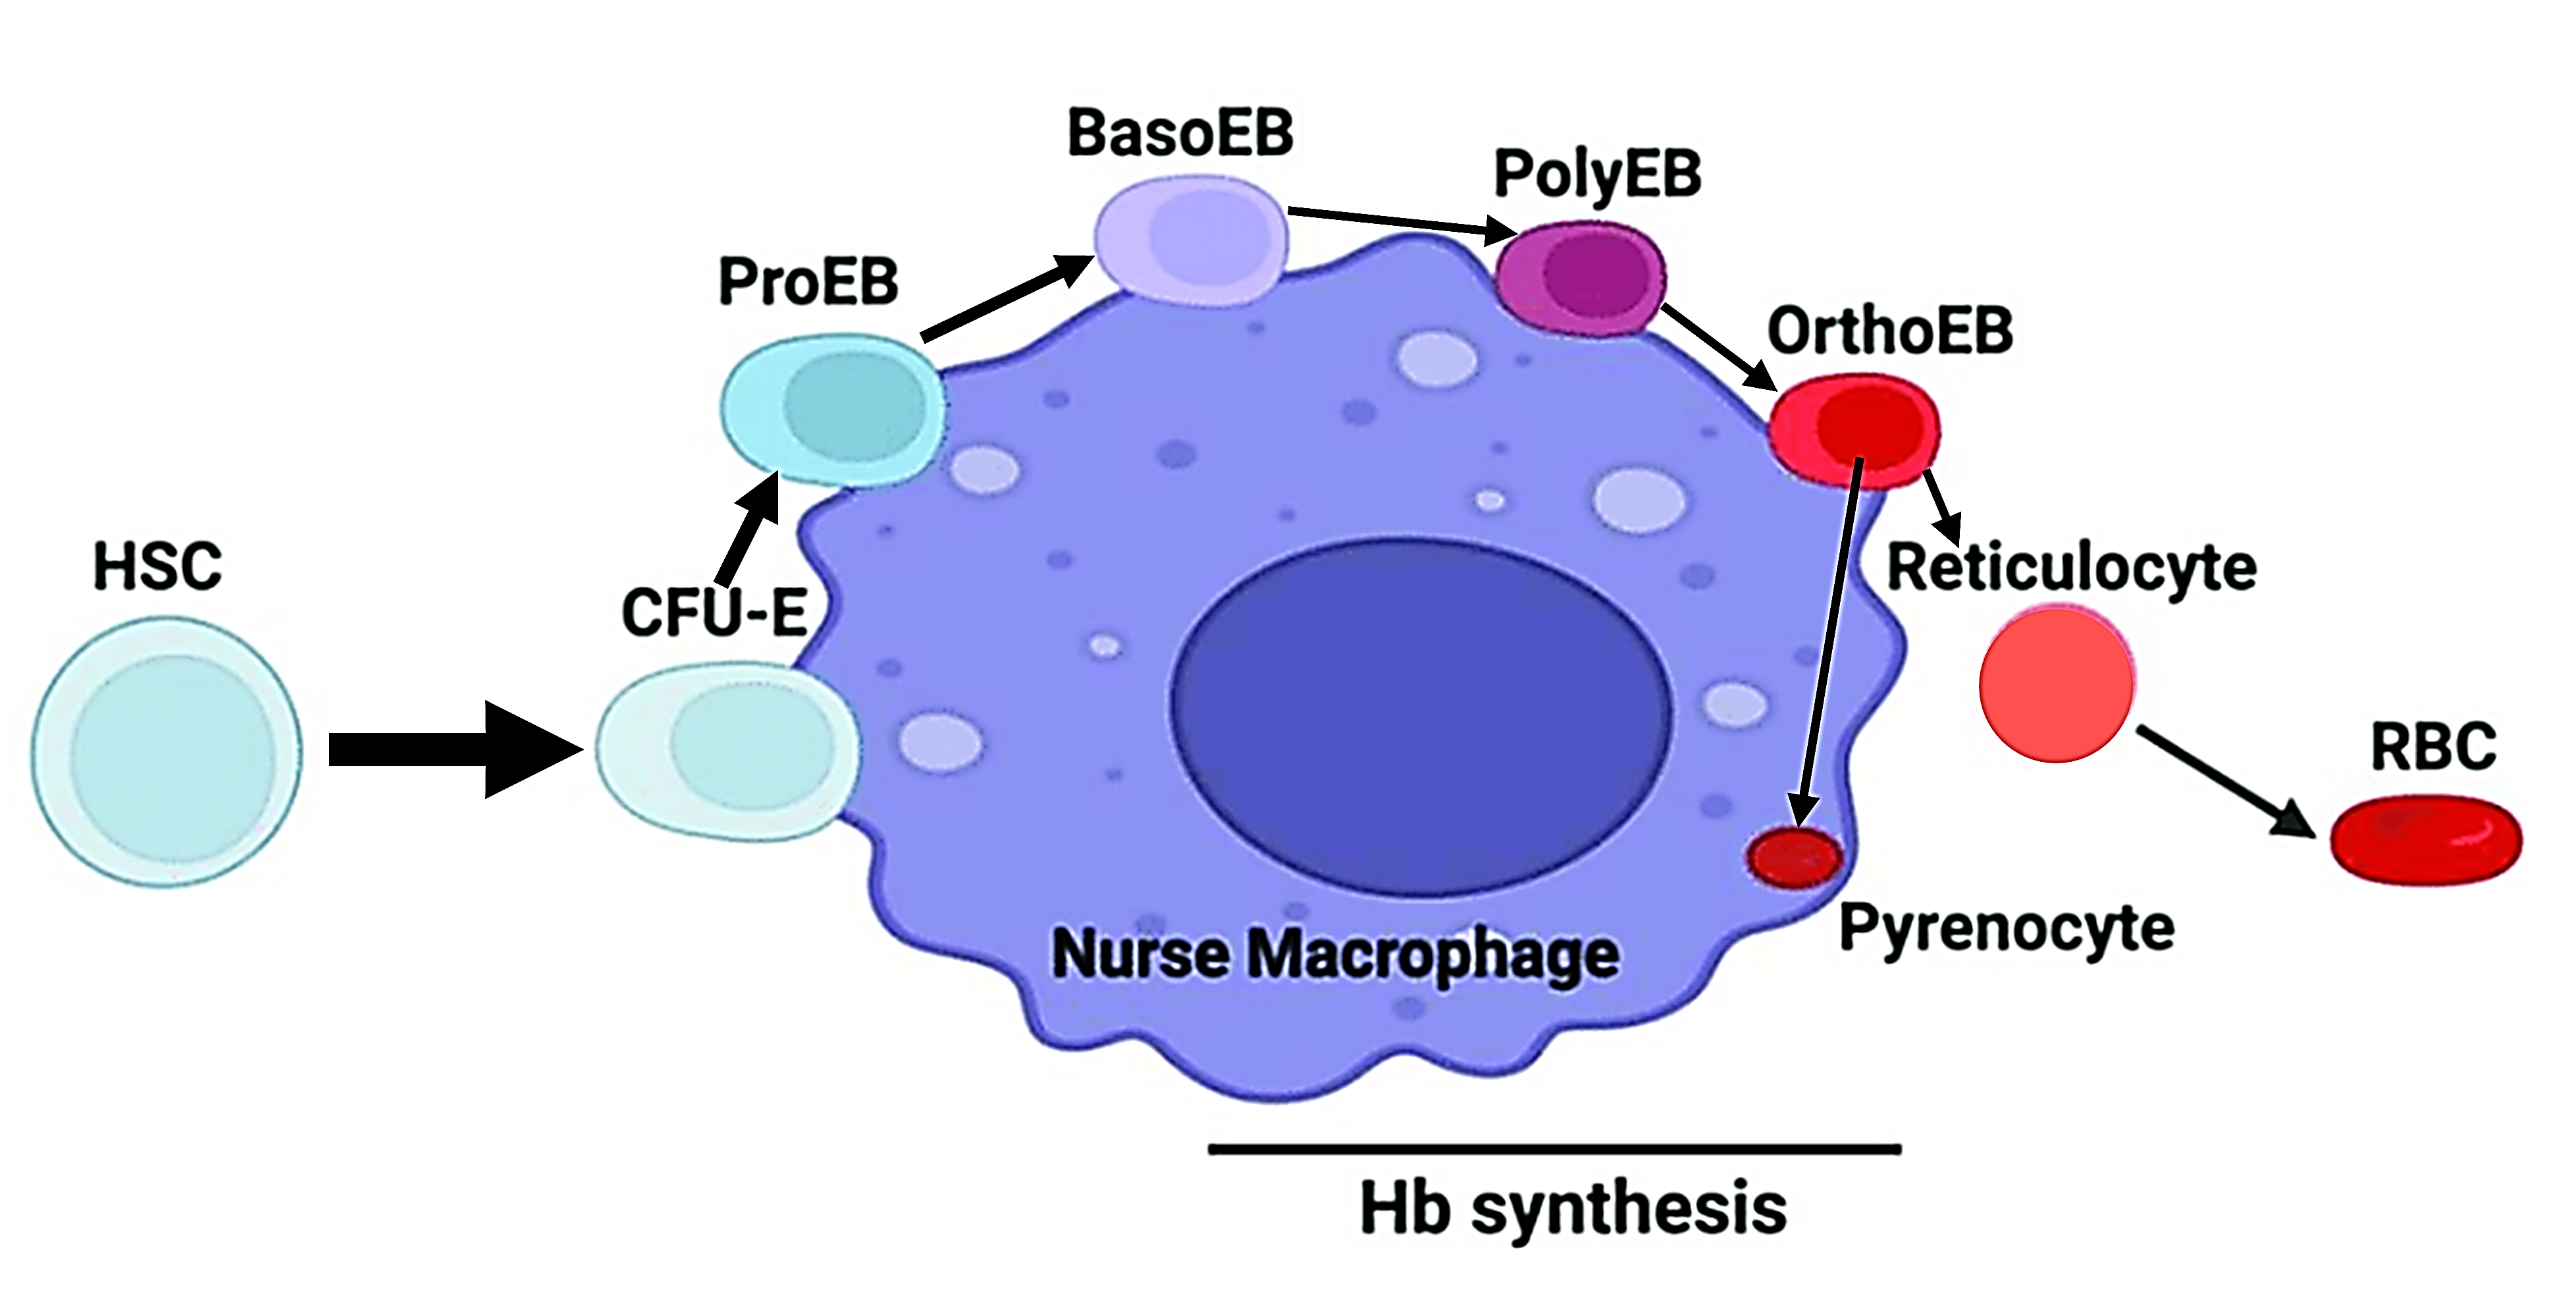 BasoEB
PolyEB
ProEB
OrthoEB
HSC
CFU-E
Reticulocyte
RBC
Pyrenocyte
Nurse Macrophage
Hb synthesis